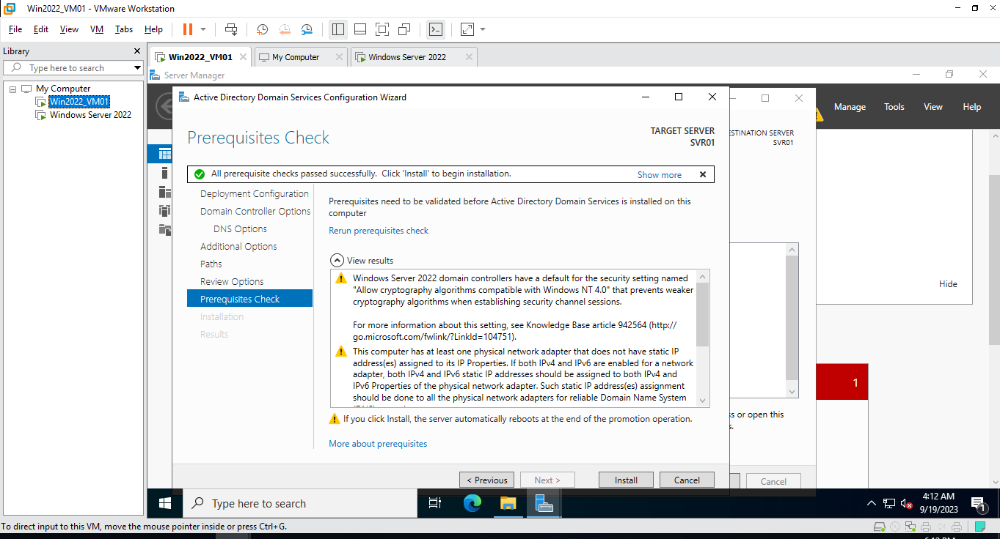 Win2022_VM01 - VMware Workstation
File Edit View VM Tabs Help
Library
Type here to search
My Computer
Win2022_VM01
Windows Server 2022
Win2022_VM01 My Computer Windows Server 2022
Server Manager
Manage Tools View Help
Active Directory Domain Services Configuration Wizard
Prerequisites Check
TARGET SERVER
SVR01
ESTINATION SERVER
SVR01
All prerequisite checks passed successfully. Click 'Install' to begin installation. Show more
Deployment Configuration
Domain Controller Options
DNS Options
Additional Options
Paths
Review Options
Prerequisites Check
Installation
Results
Prerequisites need to be validated before Active Directory Domain Services is installed on this
computer
Rerun prerequisites check
View results
Windows Server 2022 domain controllers have a default for the security setting named
"Allow cryptography algorithms compatible with Windows NT 4.0" that prevents weaker
cryptography algorithms when establishing security channel sessions.
For more information about this setting, see Knowledge Base article 942564 (http://
go.microsoft.com/fwlink/?LinkId=104751).
This computer has at least one physical network adapter that does not have static IP
address(es) assigned to its IP Properties. If both IPv4 and IPv6 are enabled for a network
adapter, both IPv4 and IPv6 static IP addresses should be assigned to both IPv4 and
IPv6 Properties of the physical network adapter. Such static IP address(es) assignment
should be done to all the physical network adapters for reliable Domain Name System
If you click Install, the server automatically reboots at the end of the promotion operation.
More about prerequisites
< Previous Next > Install Cancel
Hide
1
ss or open this
s.
Cancel
Type here to search
4:12 AM
9/19/2023
1
To direct input to this VM, move the mouse pointer inside or press Ctrl+G.